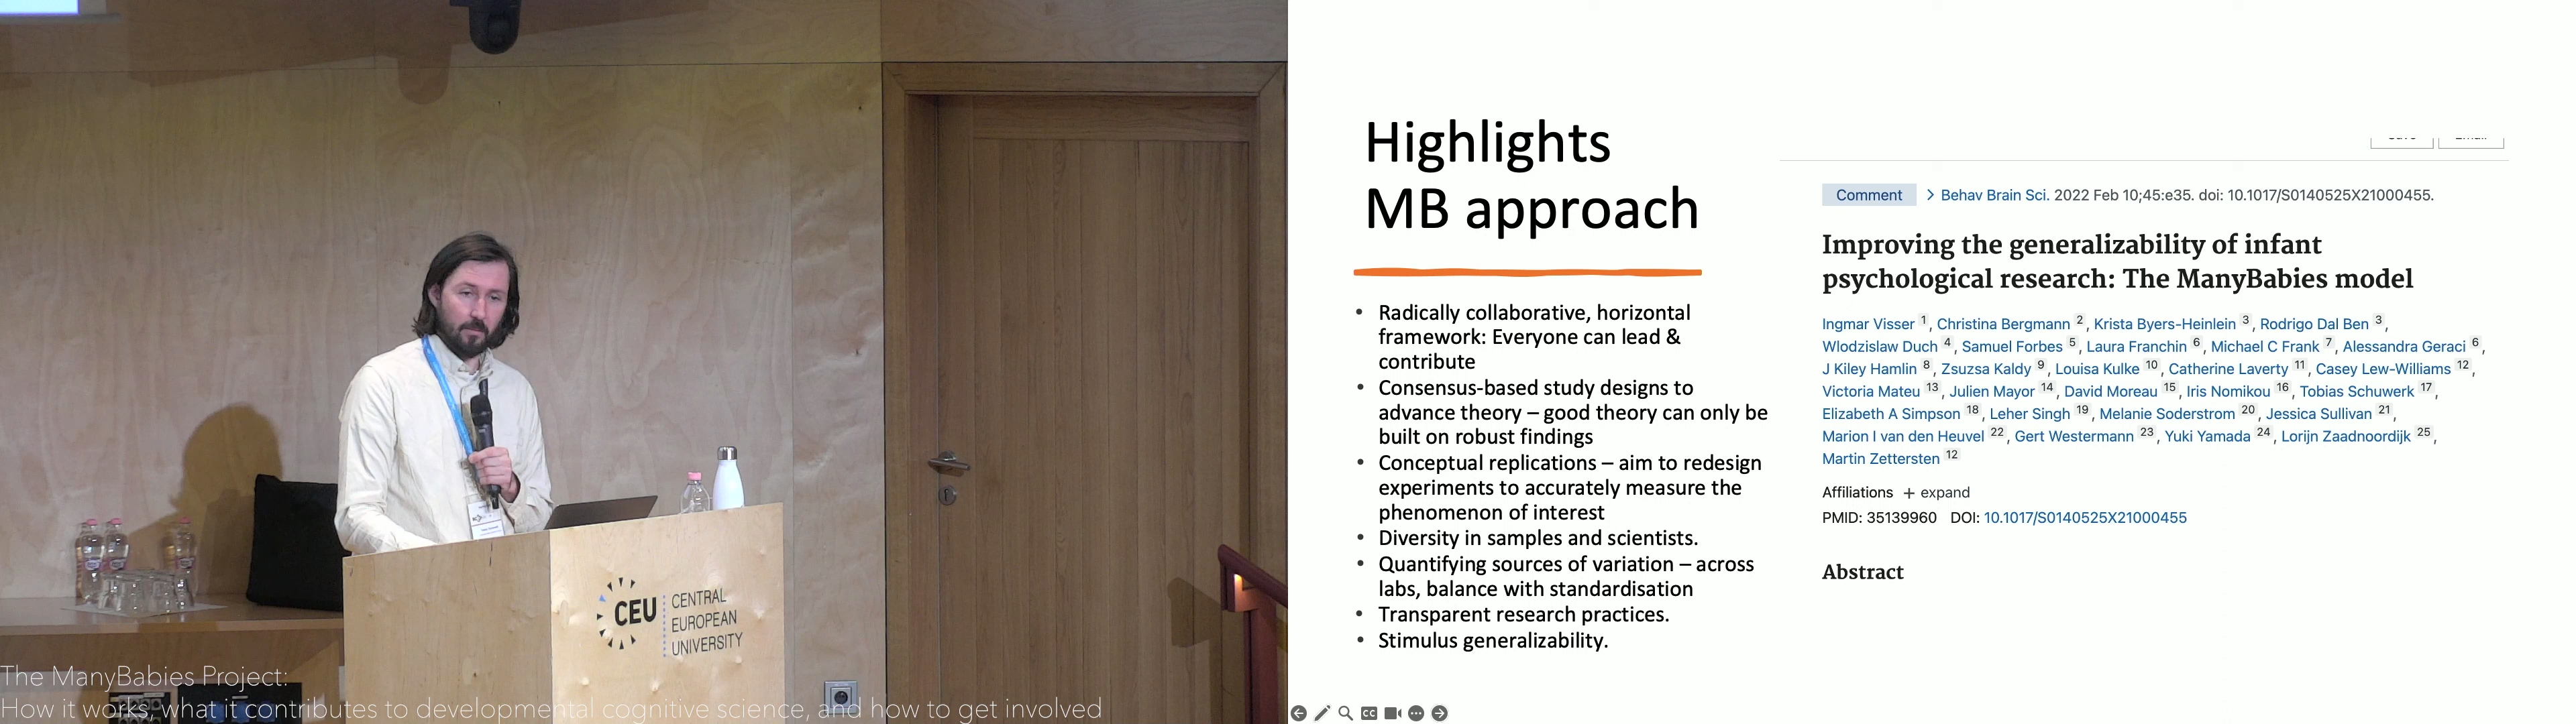 CEU
CENTRAL
EUROPEAN
UNIVERSITY
The ManyBabies Project:
How it works, what it contributes to developmental cognitive science, and how to get involved
Highlights
MB approach
• Radically collaborative, horizontal
framework: Everyone can lead &
contribute
• Consensus-based study designs to
advance theory – good theory can only be
built on robust findings
• Conceptual replications – aim to redesign
experiments to accurately measure the
phenomenon of interest
• Diversity in samples and scientists.
• Quantifying sources of variation – across
labs, balance with standardisation
• Transparent research practices.
• Stimulus generalizability.
Comment > Behav Brain Sci. 2022 Feb 10;45:e35. doi: 10.1017/S0140525X21000455.
Improving the generalizability of infant
psychological research: The ManyBabies model
Ingmar Visser 1, Christina Bergmann 2, Krista Byers-Heinlein 3, Rodrigo Dal Ben 3,
Wlodzislaw Duch 4, Samuel Forbes 5, Laura Franchin 6, Michael C Frank 7, Alessandra Geraci 6,
J Kiley Hamlin 8, Zsuzsa Kaldy 9, Louisa Kulke 10, Catherine Laverty 11, Casey Lew-Williams 12,
Victoria Mateu 13, Julien Mayor 14, David Moreau 15, Iris Nomikou 16, Tobias Schuwerk 17,
Elizabeth A Simpson 18, Leher Singh 19, Melanie Soderstrom 20, Jessica Sullivan 21,
Marion I van den Heuvel 22, Gert Westermann 23, Yuki Yamada 24, Lorijn Zaadnoordijk 25,
Martin Zettersten 12
Affiliations + expand
PMID: 35139960 DOI: 10.1017/S0140525X21000455
Abstract
CC